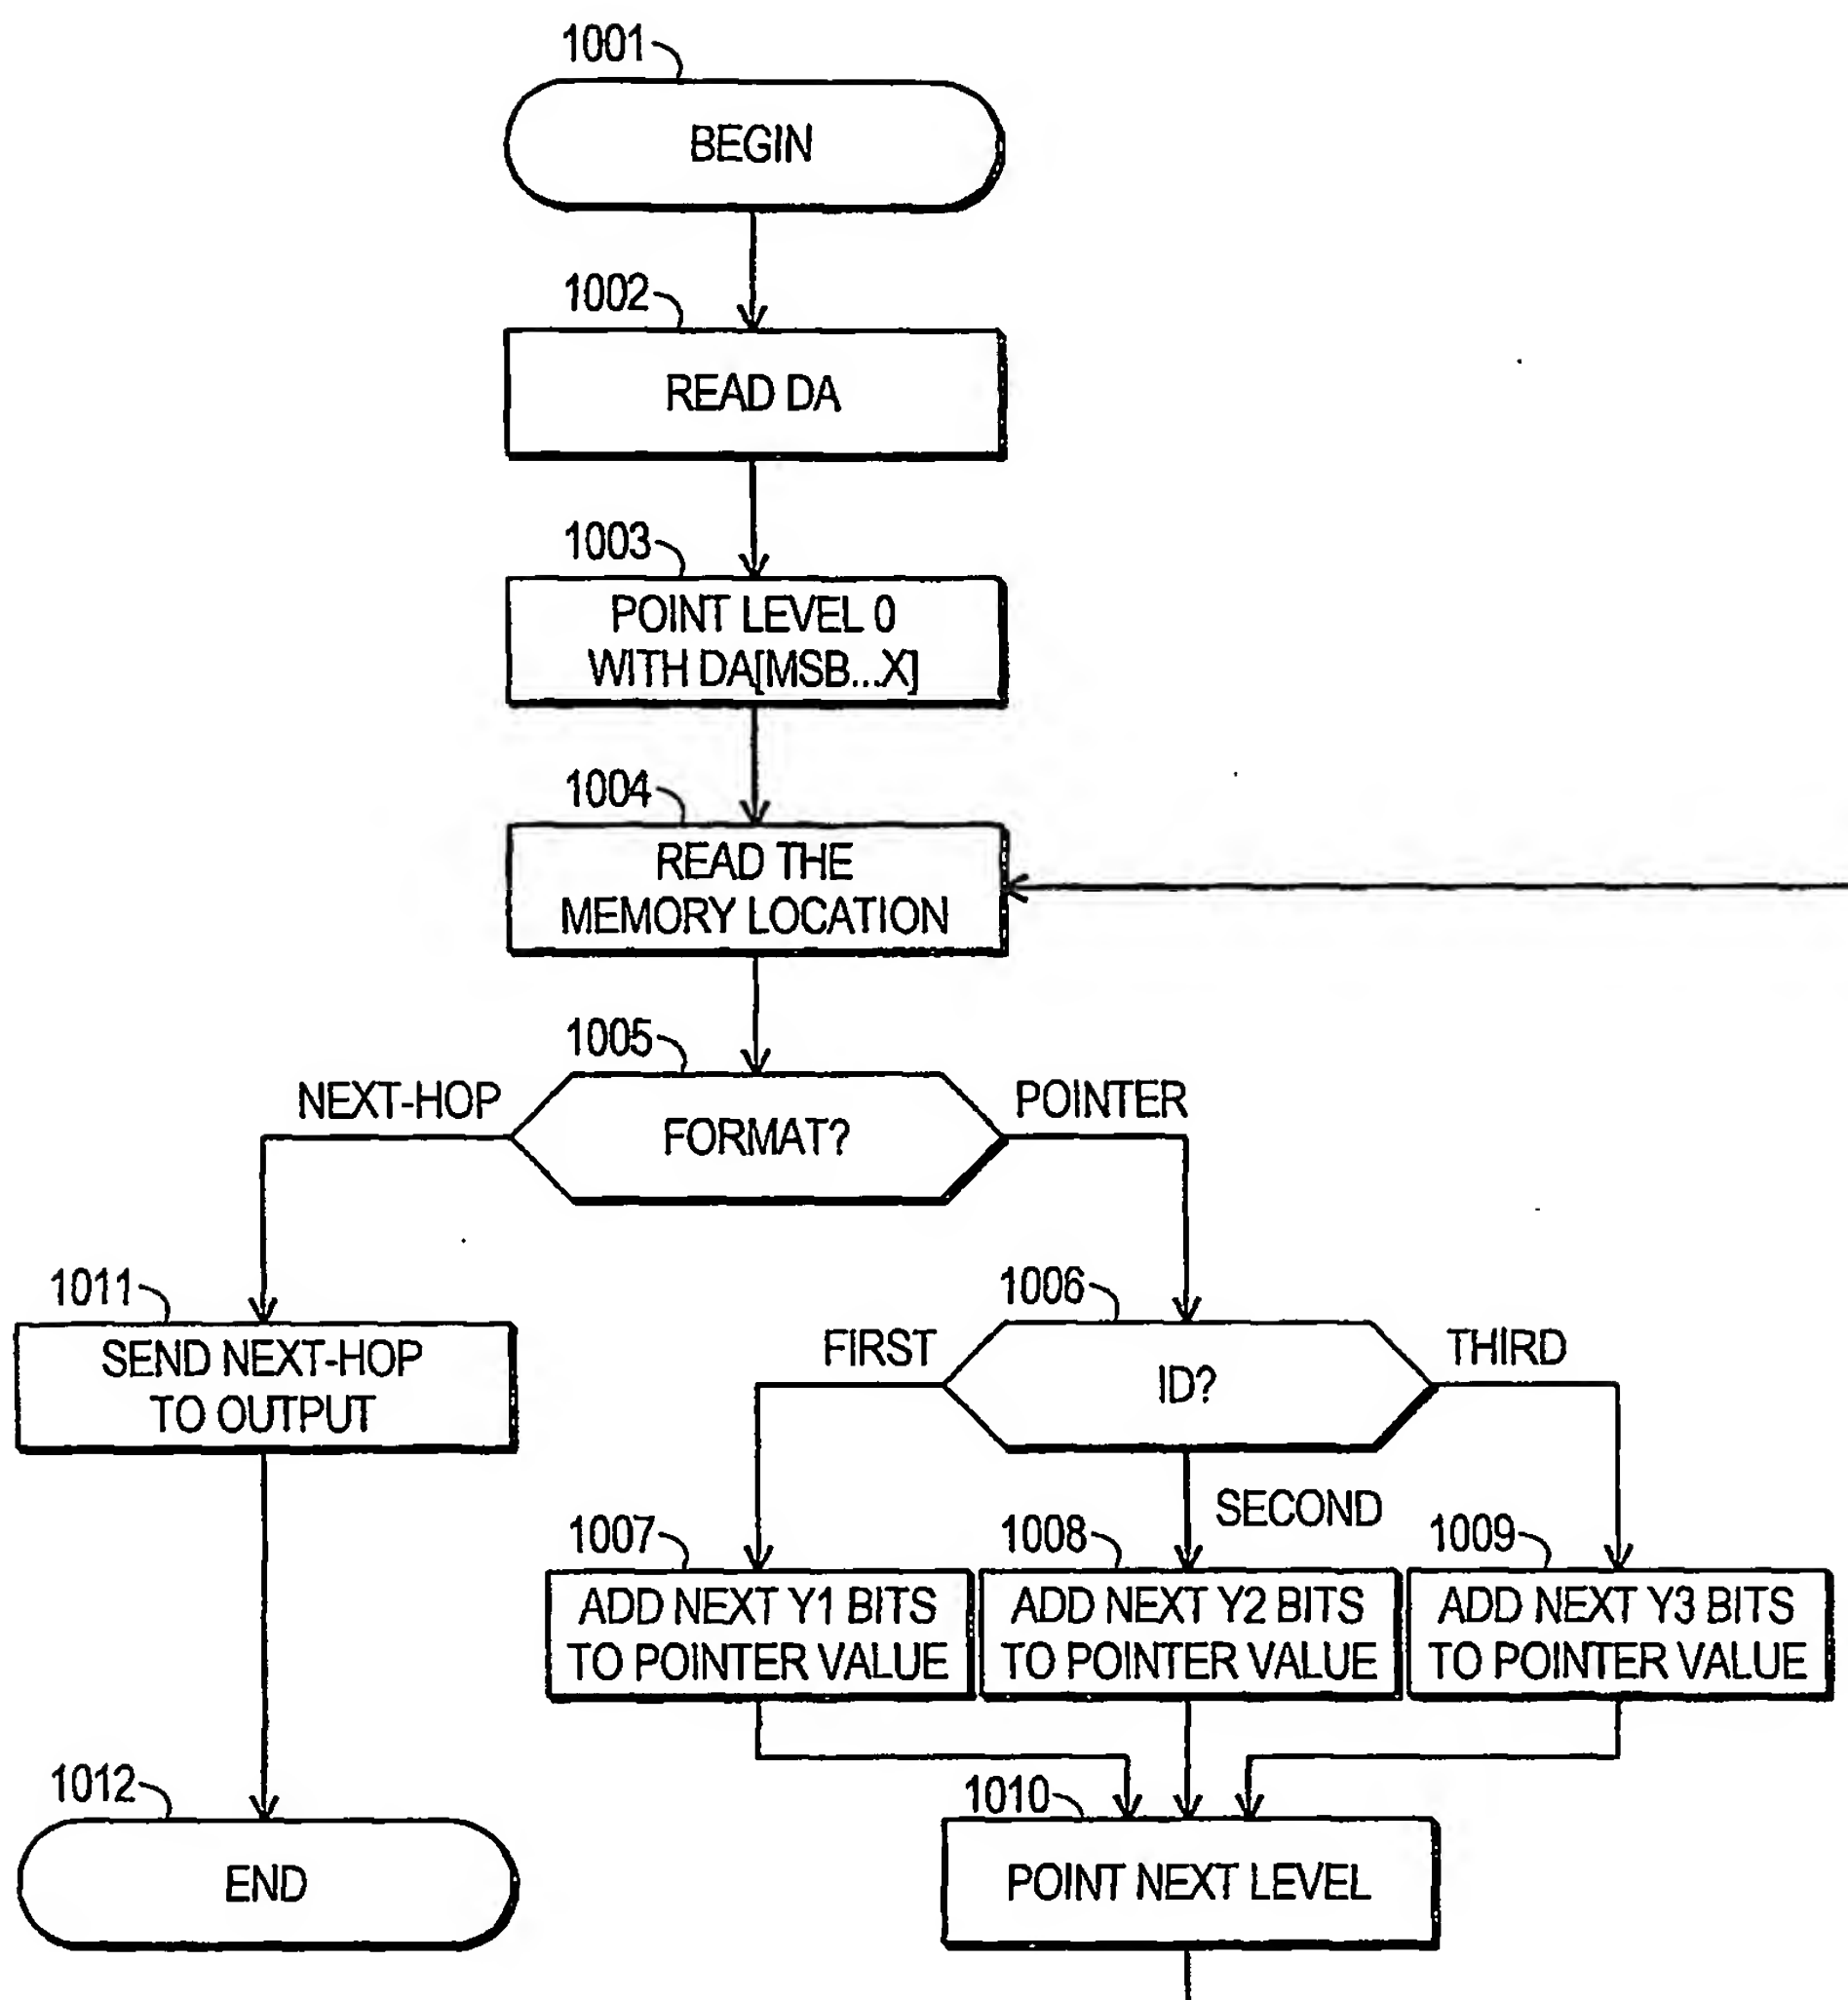 1001
BEGIN
1002
READ DA
1003
POINT LEVEL 0
WITH DA[MSB...X]
1004
READ THE
MEMORY LOCATION
1005
NEXT-HOP
FORMAT?
POINTER
1011
SEND NEXT-HOP
TO OUTPUT
1006
FIRST
ID?
THIRD
SECOND
1007
ADD NEXT Y1 BITS
TO POINTER VALUE
1008
ADD NEXT Y2 BITS
TO POINTER VALUE
1009
ADD NEXT Y3 BITS
TO POINTER VALUE
1012
END
1010
POINT NEXT LEVEL